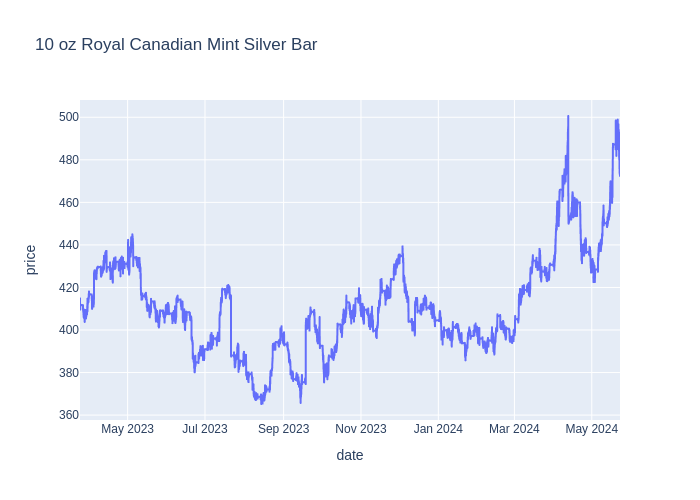 10 oz Royal Canadian Mint Silver Bar
500
480
460
440
420
400
380
360
price
May 2023 Jul 2023 Sep 2023 Nov 2023 Jan 2024 Mar 2024 May 2024
date